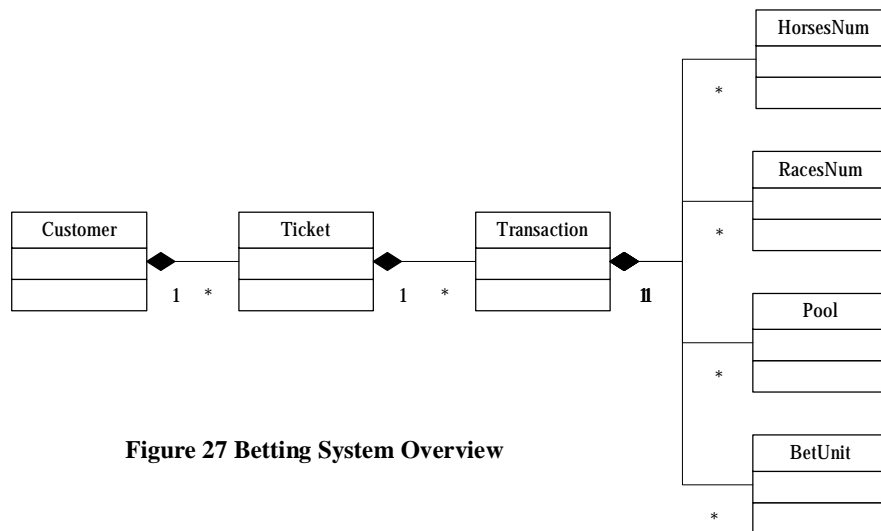 HorsesNum
*
RacesNum
*
Customer
Ticket
Transaction
1 *
1 *
11
Pool
*
Figure 27 Betting System Overview
BetUnit
*